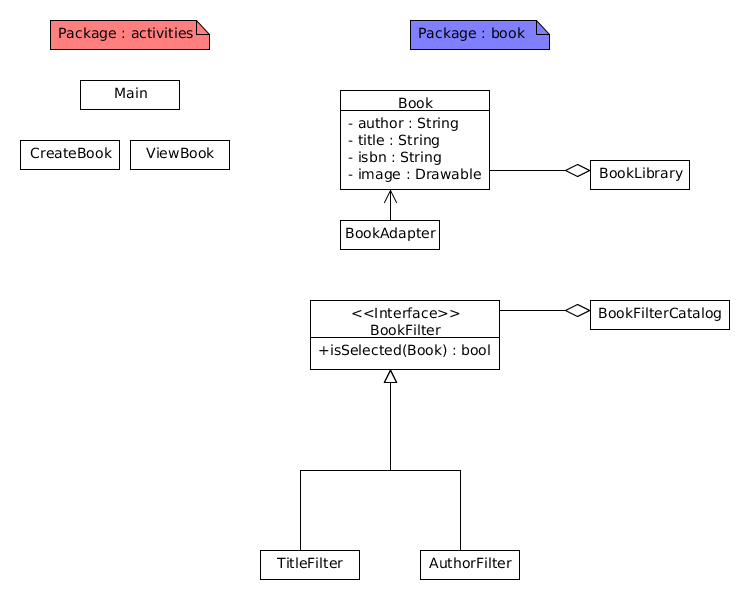 Package : activities
Package : book
Main
CreateBook
ViewBook
Book
- author : String
- title : String
- isbn : String
- image : Drawable
BookLibrary
BookAdapter
<<Interface>>
BookFilter
+isSelected(Book) : bool
BookFilterCatalog
TitleFilter
AuthorFilter